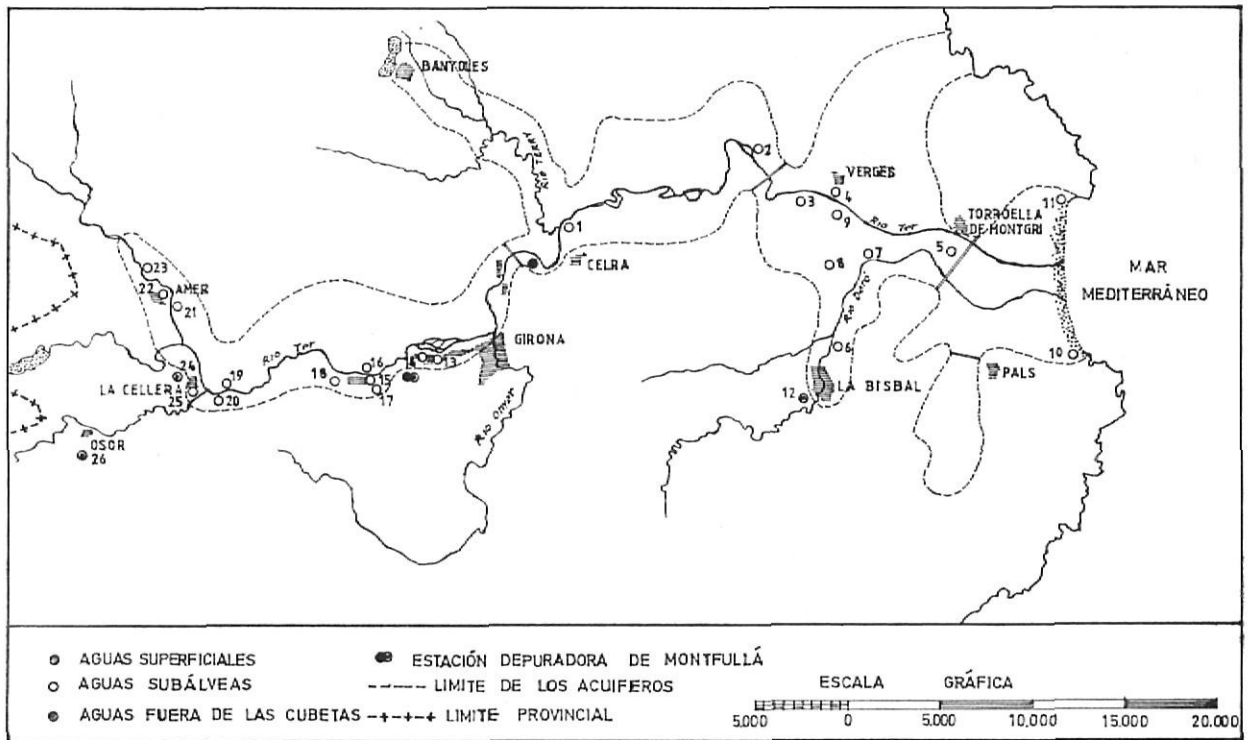 BANYOLES
RIO TERRY
2
VERGES
4
3
9
Rio Ter
TORROELLA
DE MONTGRI
11
1
CELRA
5
7
8
MAR
MEDITERRÁNEO
23
22 AMER
21
Rio Daro
GIRONA
Rio Ter
16
13
18
15
17
6
10
PALS
LA BISBAL
12
24
LA CELLERA
25
19
20
Rio Omar
OSOR
26
AGUAS SUPERFICIALES
ESTACIÓN DEPURADORA DE MONTFULLÁ
AGUAS SUBÁLVEAS
LIMITE DE LOS ACUIFEROS
AGUAS FUERA DE LAS CUBETAS
LIMITE PROVINCIAL
ESCALA GRÁFICA
5.000 0 5.000 10.000 15.000 20.000